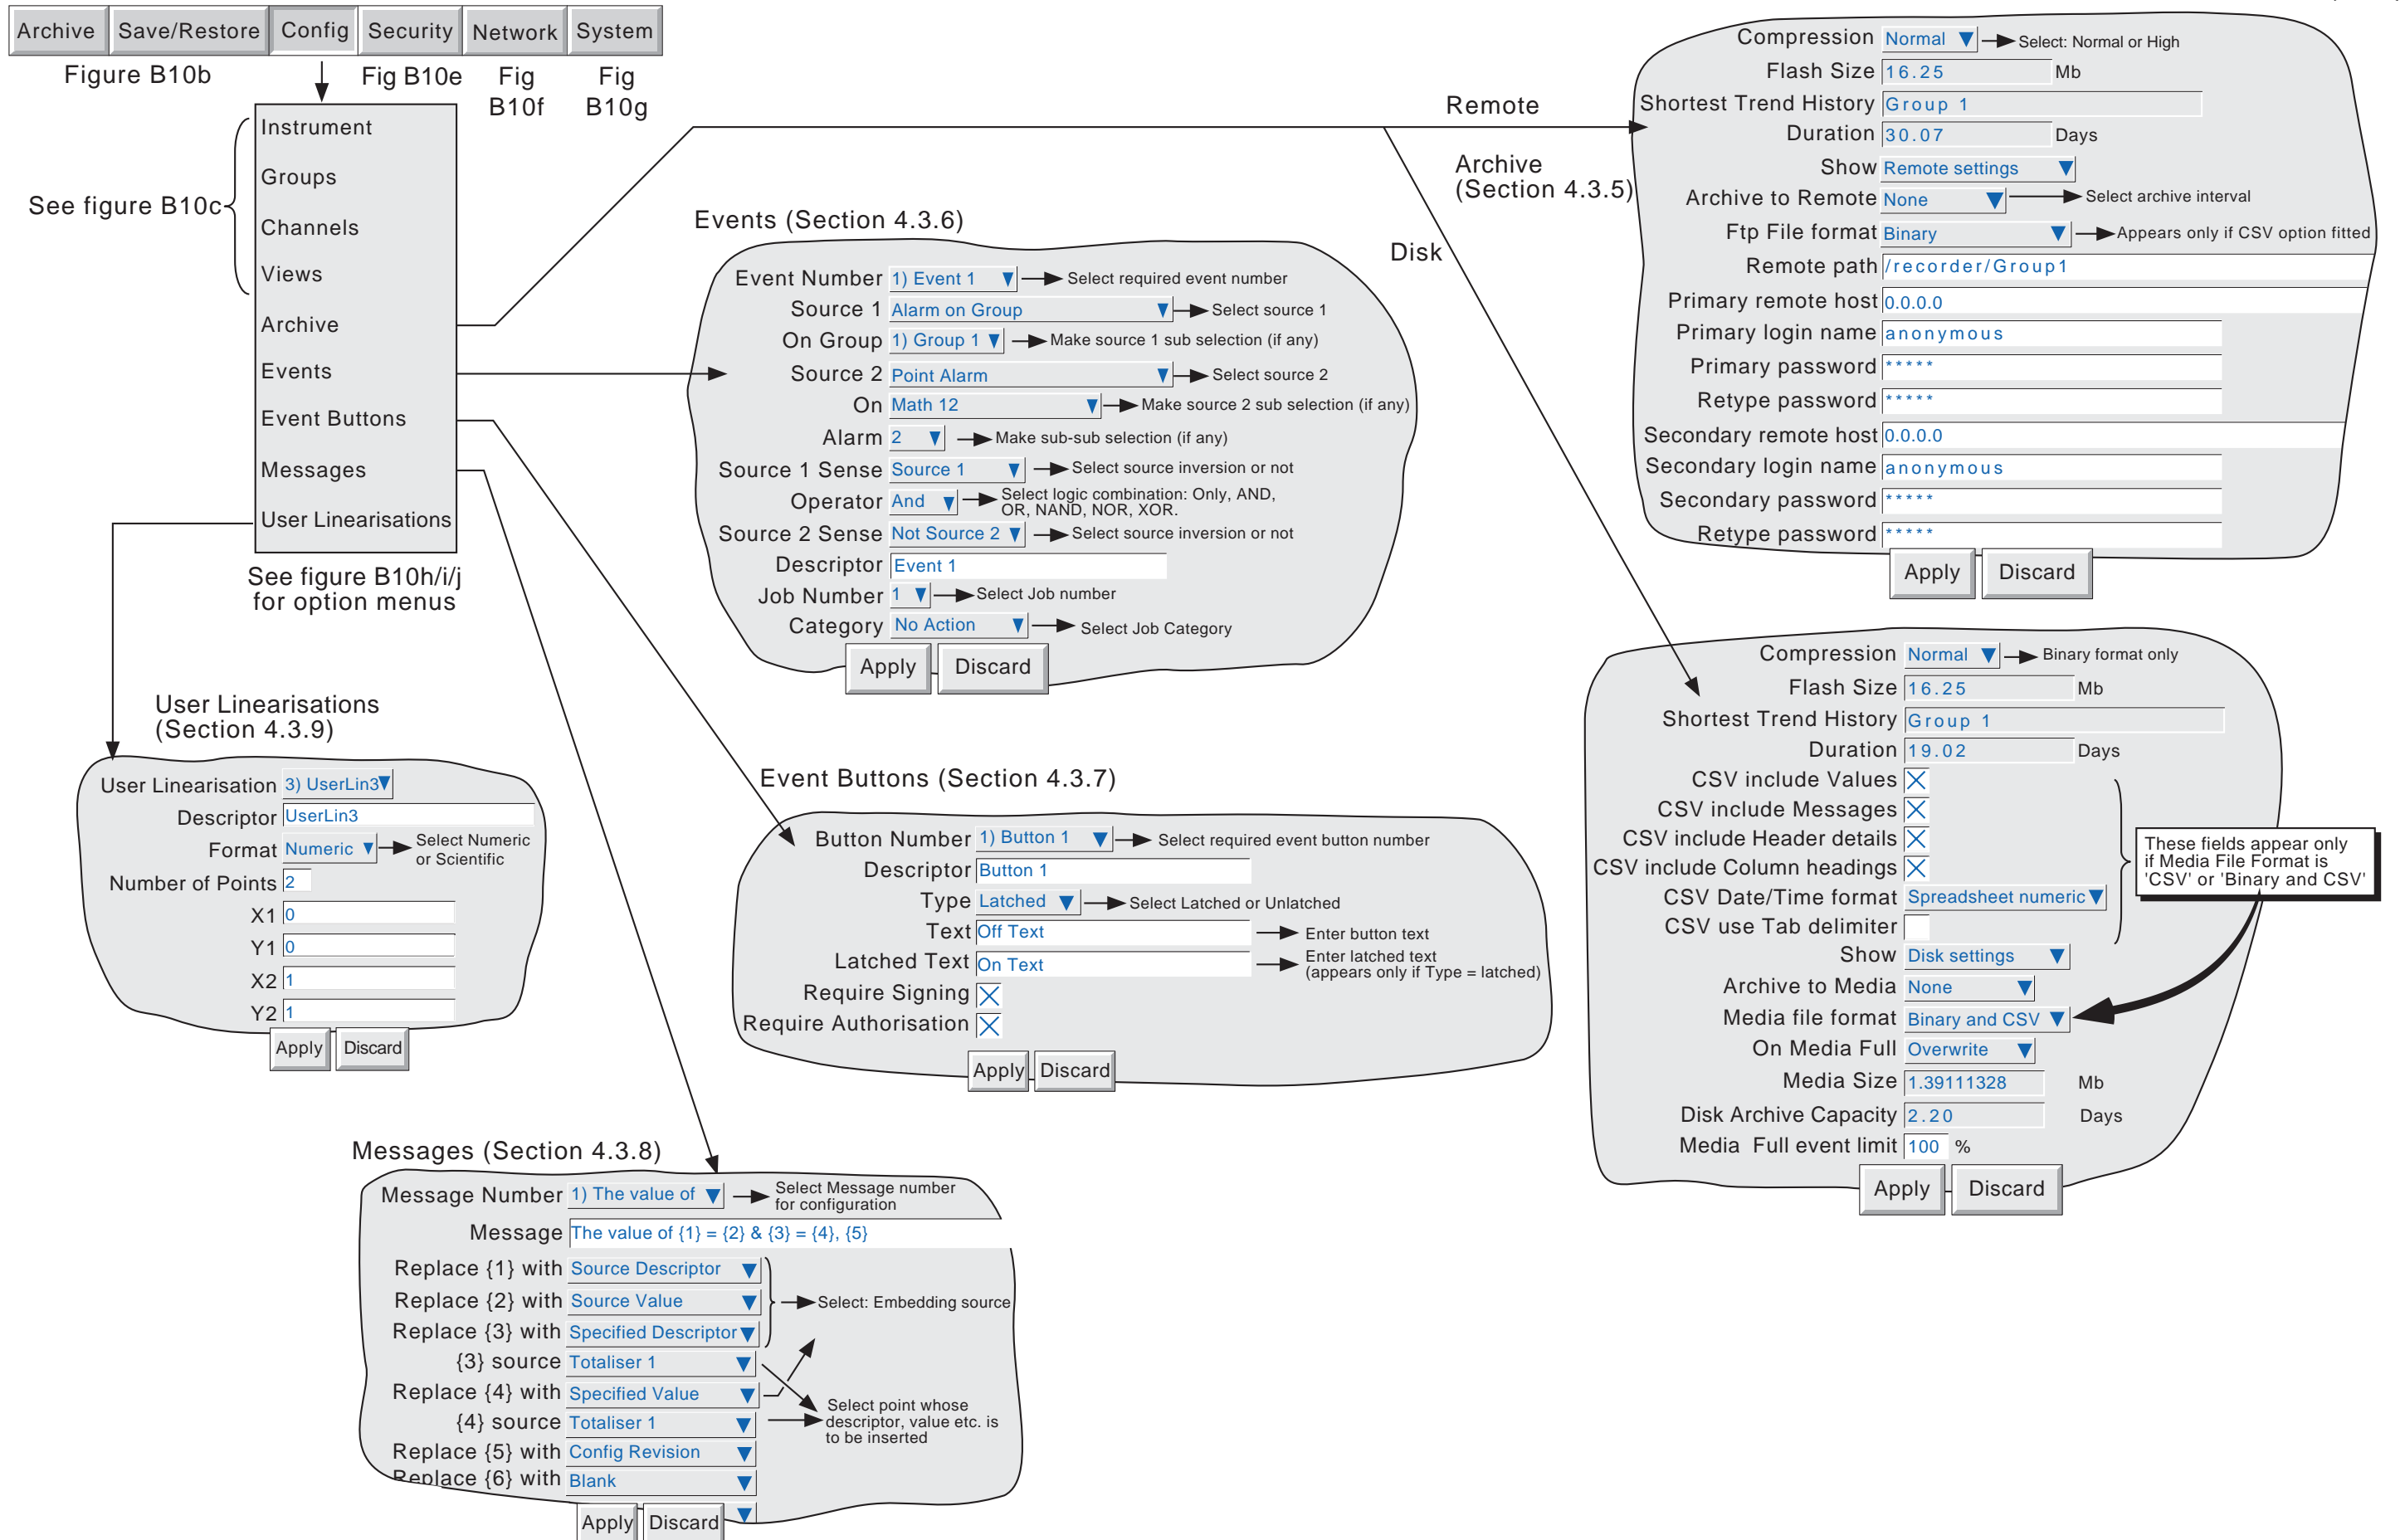 Archive Save/Restore Config Security Network System
Figure B10b
Fig B10e
Fig
B10f
Fig
B10g
See figure B10c
Instrument
Groups
Channels
Views
Archive
Events
Event Buttons
Messages
User Linearisations
See figure B10h/i/j
for option menus
Remote
Archive
(Section 4.3.5)
Disk
Compression Normal Select: Normal or High
Flash Size 16.25 Mb
Shortest Trend History Group 1
Duration 30.07 Days
Show Remote settings
Archive to Remote None Select archive interval
Ftp File format Binary Appears only if CSV option fitted
Remote path /recorder/Group1
Primary remote host 0.0.0.0
Primary login name anonymous
Primary password *****
Retype password *****
Secondary remote host 0.0.0.0
Secondary login name anonymous
Secondary password *****
Retype password *****
Apply Discard
Events (Section 4.3.6)
Event Number 1) Event 1 Select required event number
Source 1 Alarm on Group Select source 1
On Group 1) Group 1 Make source 1 sub selection (if any)
Source 2 Point Alarm Select source 2
On Math 12 Make source 2 sub selection (if any)
Alarm 2 Make sub-sub selection (if any)
Source 1 Sense Source 1 Select source inversion or not
Operator And Select logic combination: Only, AND,
OR, NAND, NOR, XOR.
Source 2 Sense Not Source 2 Select source inversion or not
Descriptor Event 1
Job Number 1 Select Job number
Category No Action Select Job Category
Apply Discard
Compression Normal Binary format only
Flash Size 16.25 Mb
Shortest Trend History Group 1
Duration 19.02 Days
CSV include Values
CSV include Messages
CSV include Header details
CSV include Column headings
CSV Date/Time format Spreadsheet numeric
CSV use Tab delimiter
These fields appear only
if Media File Format is
'CSV' or 'Binary and CSV'
Show Disk settings
Archive to Media None
Media file format Binary and CSV
On Media Full Overwrite
Media Size 1.39111328 Mb
Disk Archive Capacity 2.20 Days
Media Full event limit 100 %
Apply Discard
User Linearisations
(Section 4.3.9)
User Linearisation 3) UserLin3
Descriptor UserLin3
Format Numeric Select Numeric
or Scientific
Number of Points 2
X1 0
Y1 0
X2 1
Y2 1
Apply Discard
Event Buttons (Section 4.3.7)
Button Number 1) Button 1 Select required event button number
Descriptor Button 1
Type Latched Select Latched or Unlatched
Text Off Text Enter button text
Latched Text On Text Enter latched text
(appears only if Type = latched)
Require Signing
Require Authorisation
Apply Discard
Messages (Section 4.3.8)
Message Number 1) The value of Select Message number
for configuration
Message The value of {1} = {2} & {3} = {4}, {5}
Replace {1} with Source Descriptor
Replace {2} with Source Value Select: Embedding source
Replace {3} with Specified Descriptor
{3} source Totaliser 1
Replace {4} with Specified Value
{4} source Totaliser 1
Select point whose
descriptor, value etc. is
to be inserted
Replace {5} with Config Revision
Replace {6} with Blank
Apply Discard